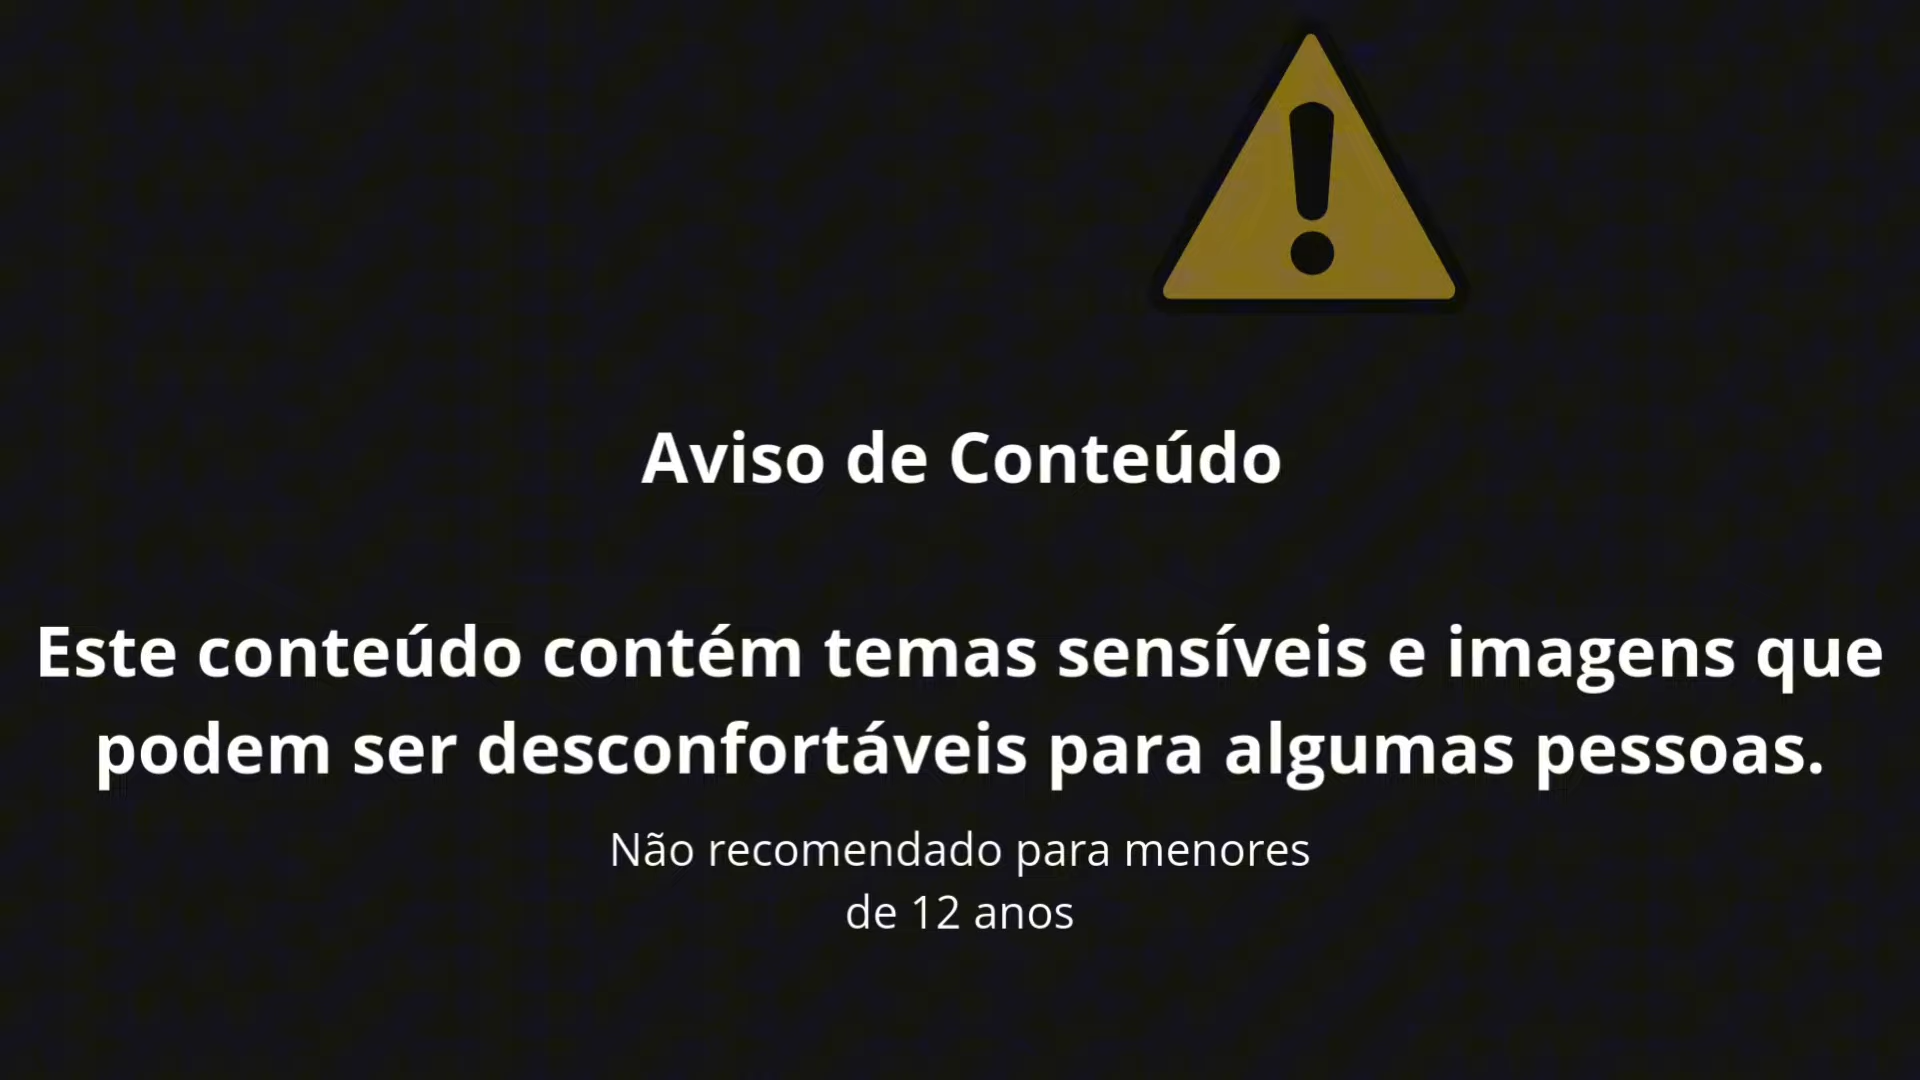 Aviso de Conteúdo
Este conteúdo contém temas sensíveis e imagens que
podem ser desconfortáveis para algumas pessoas.
Não recomendado para menores
de 12 anos